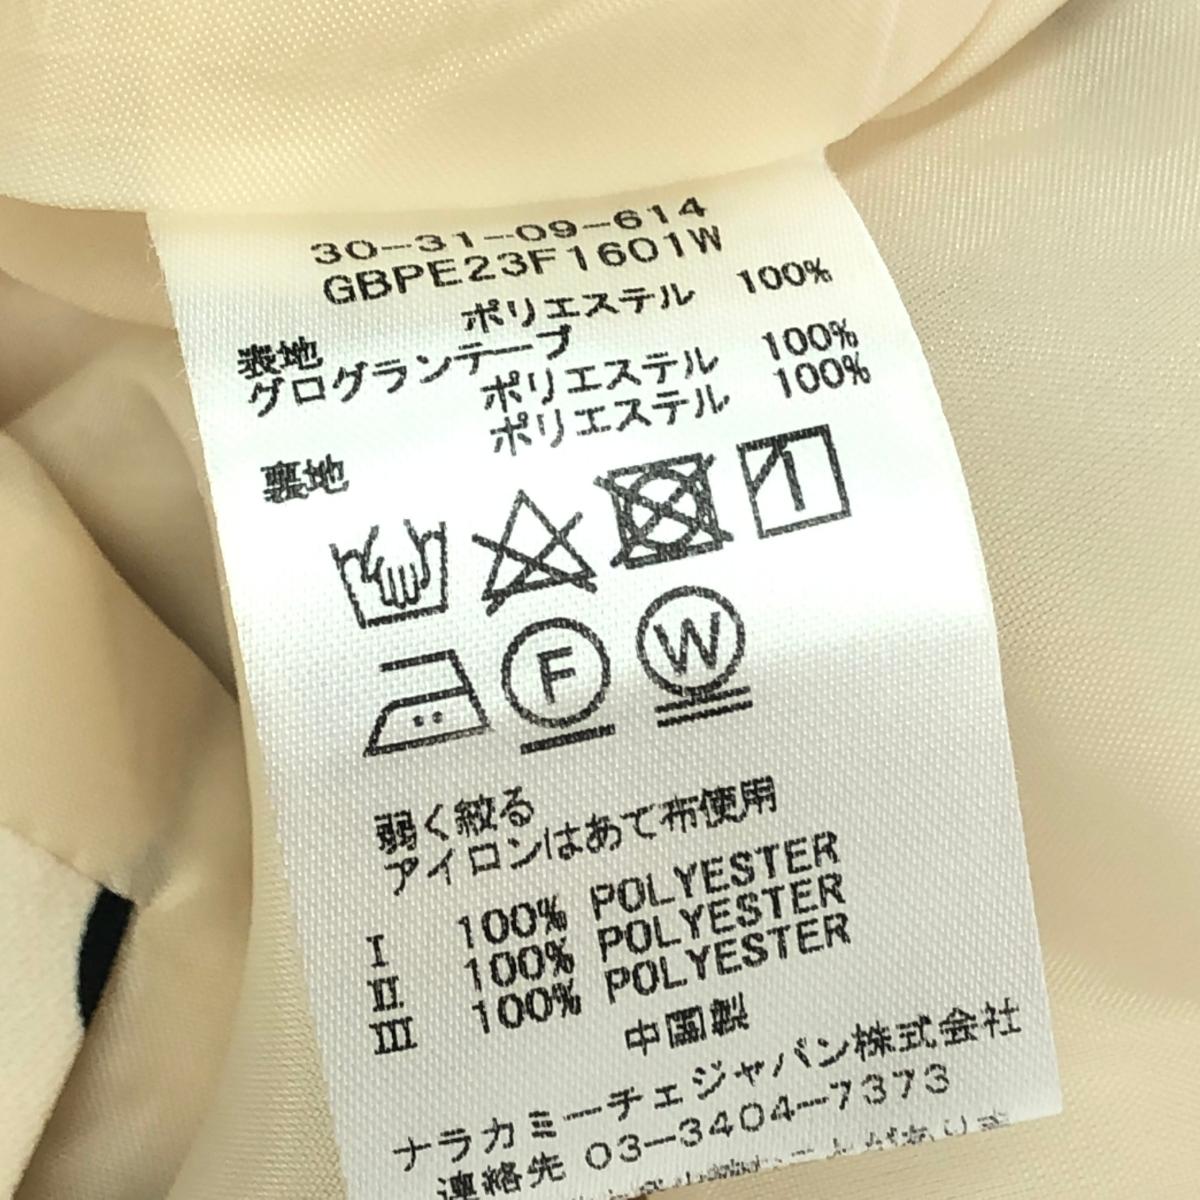 30-31-09-614
GBPE23F1601W
表地 ポリエステル 100%
グログランテープ
ポリエステル 100%
裏地 ポリエステル 100%
F W
弱く絞る
アイロンはあて布使用
I 100% POLYESTER
II 100% POLYESTER
III 100% POLYESTER
中国製
ナラカミーチェジャパン株式会社
連絡先 03-3404-7373